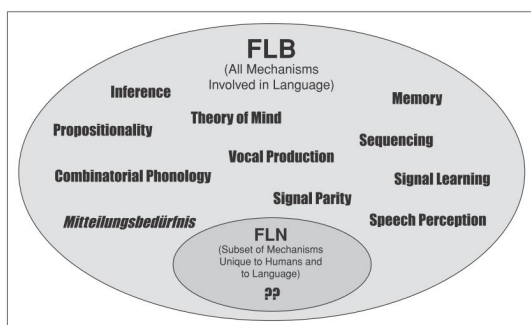 FLB
(All Mechanisms
Involved in Language)
Inference
Memory
Theory of Mind
Propositionality
Sequencing
Vocal Production
Combinatorial Phonology
Signal Learning
Signal Parity
Mitteilungsbedürfnis
Speech Perception
FLN
(Subset of Mechanisms
Unique to Humans and
to Language)
??